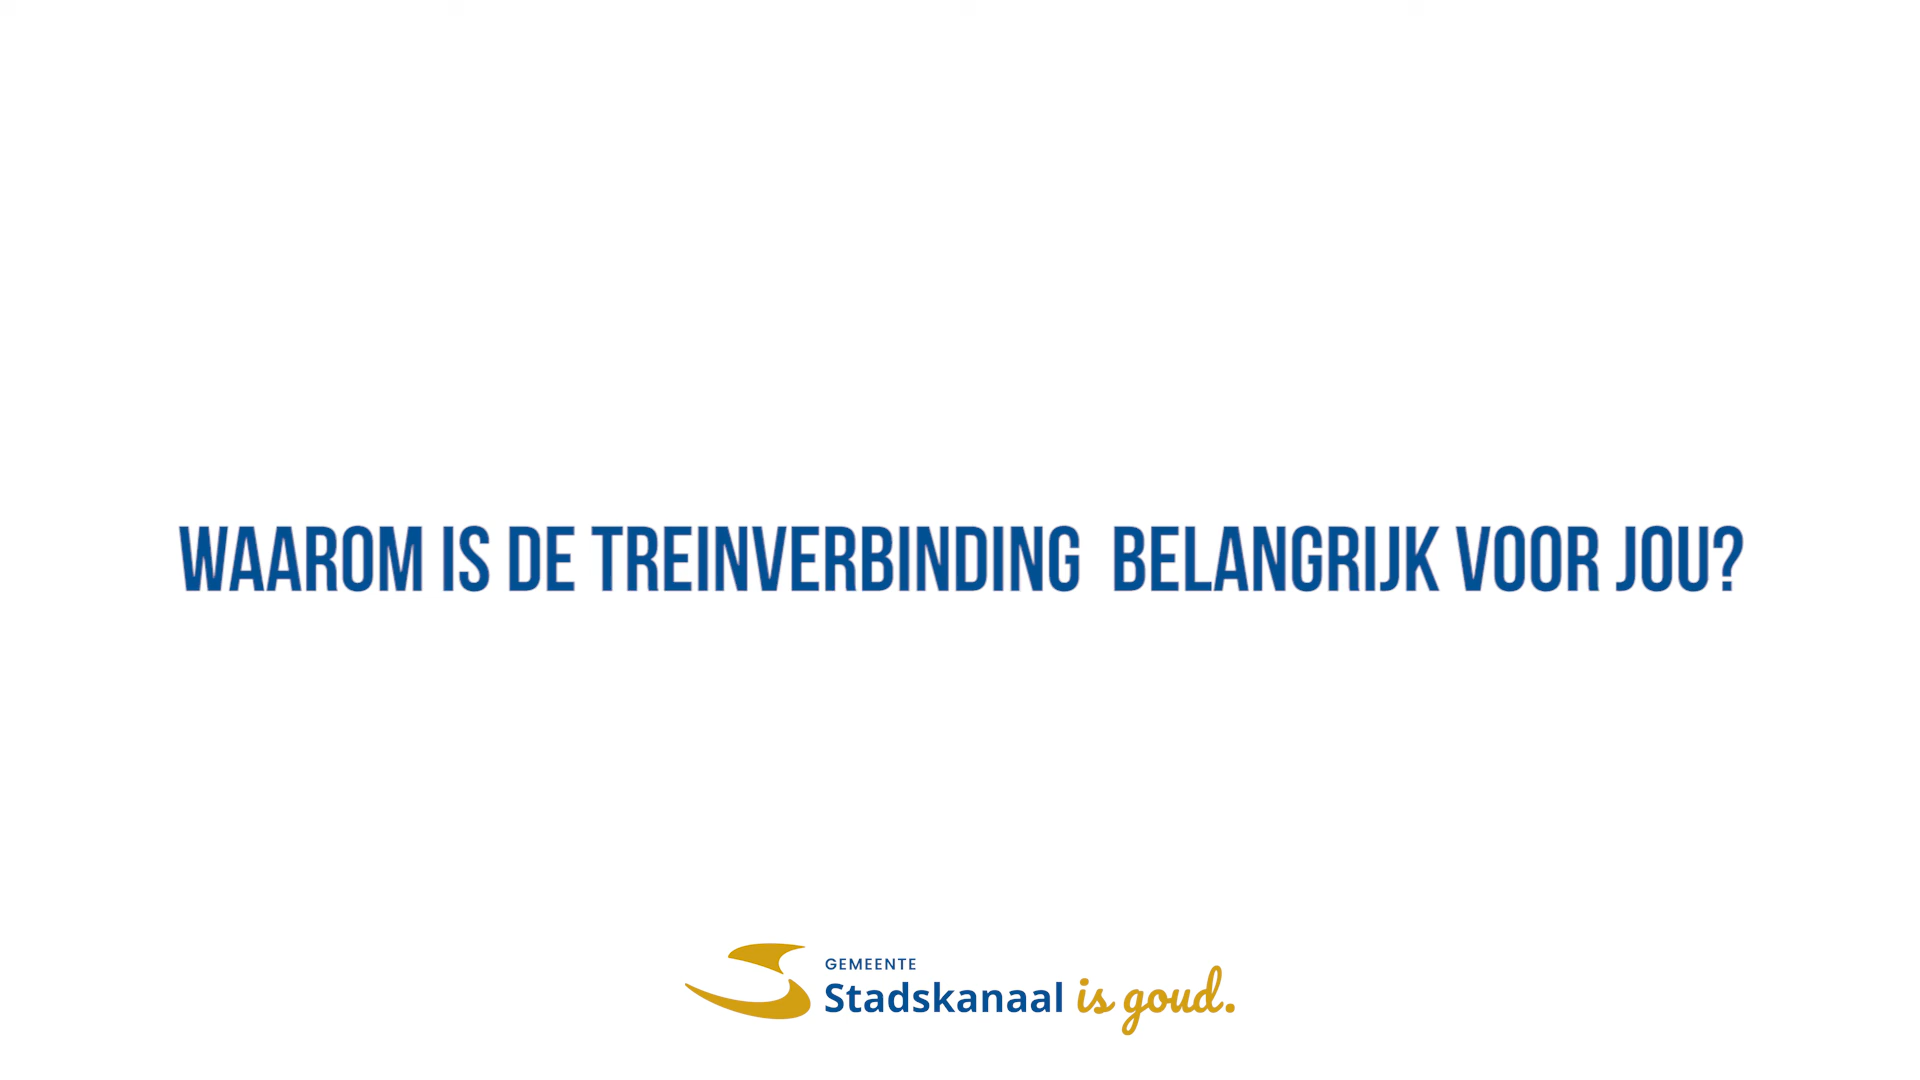 WAAROM IS DE TREINVERBINDING BELANGRIJK VOOR JOU?
GEMEENTE
Stadskanaal is goud.